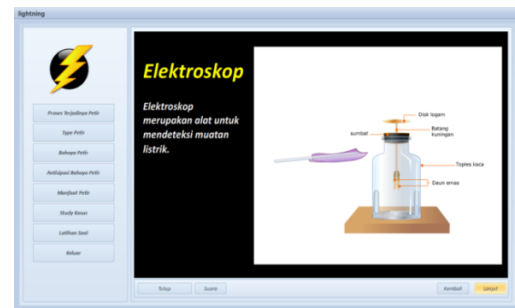 lightning
Proses Terjadinya Petir
Type Petir
Bahaya Petir
Antisipasi Bahaya Petir
Manfaat Petir
Study Kasus
Latihan Soal
Keluar
Elektroskop
Elektroskop
merupakan alat untuk
mendeteksi muatan
listrik.
Disk logam
sumbat
Batang
kuningan
Toples kaca
Daun emas
Tutup
Suara
Kembali
Lanjut